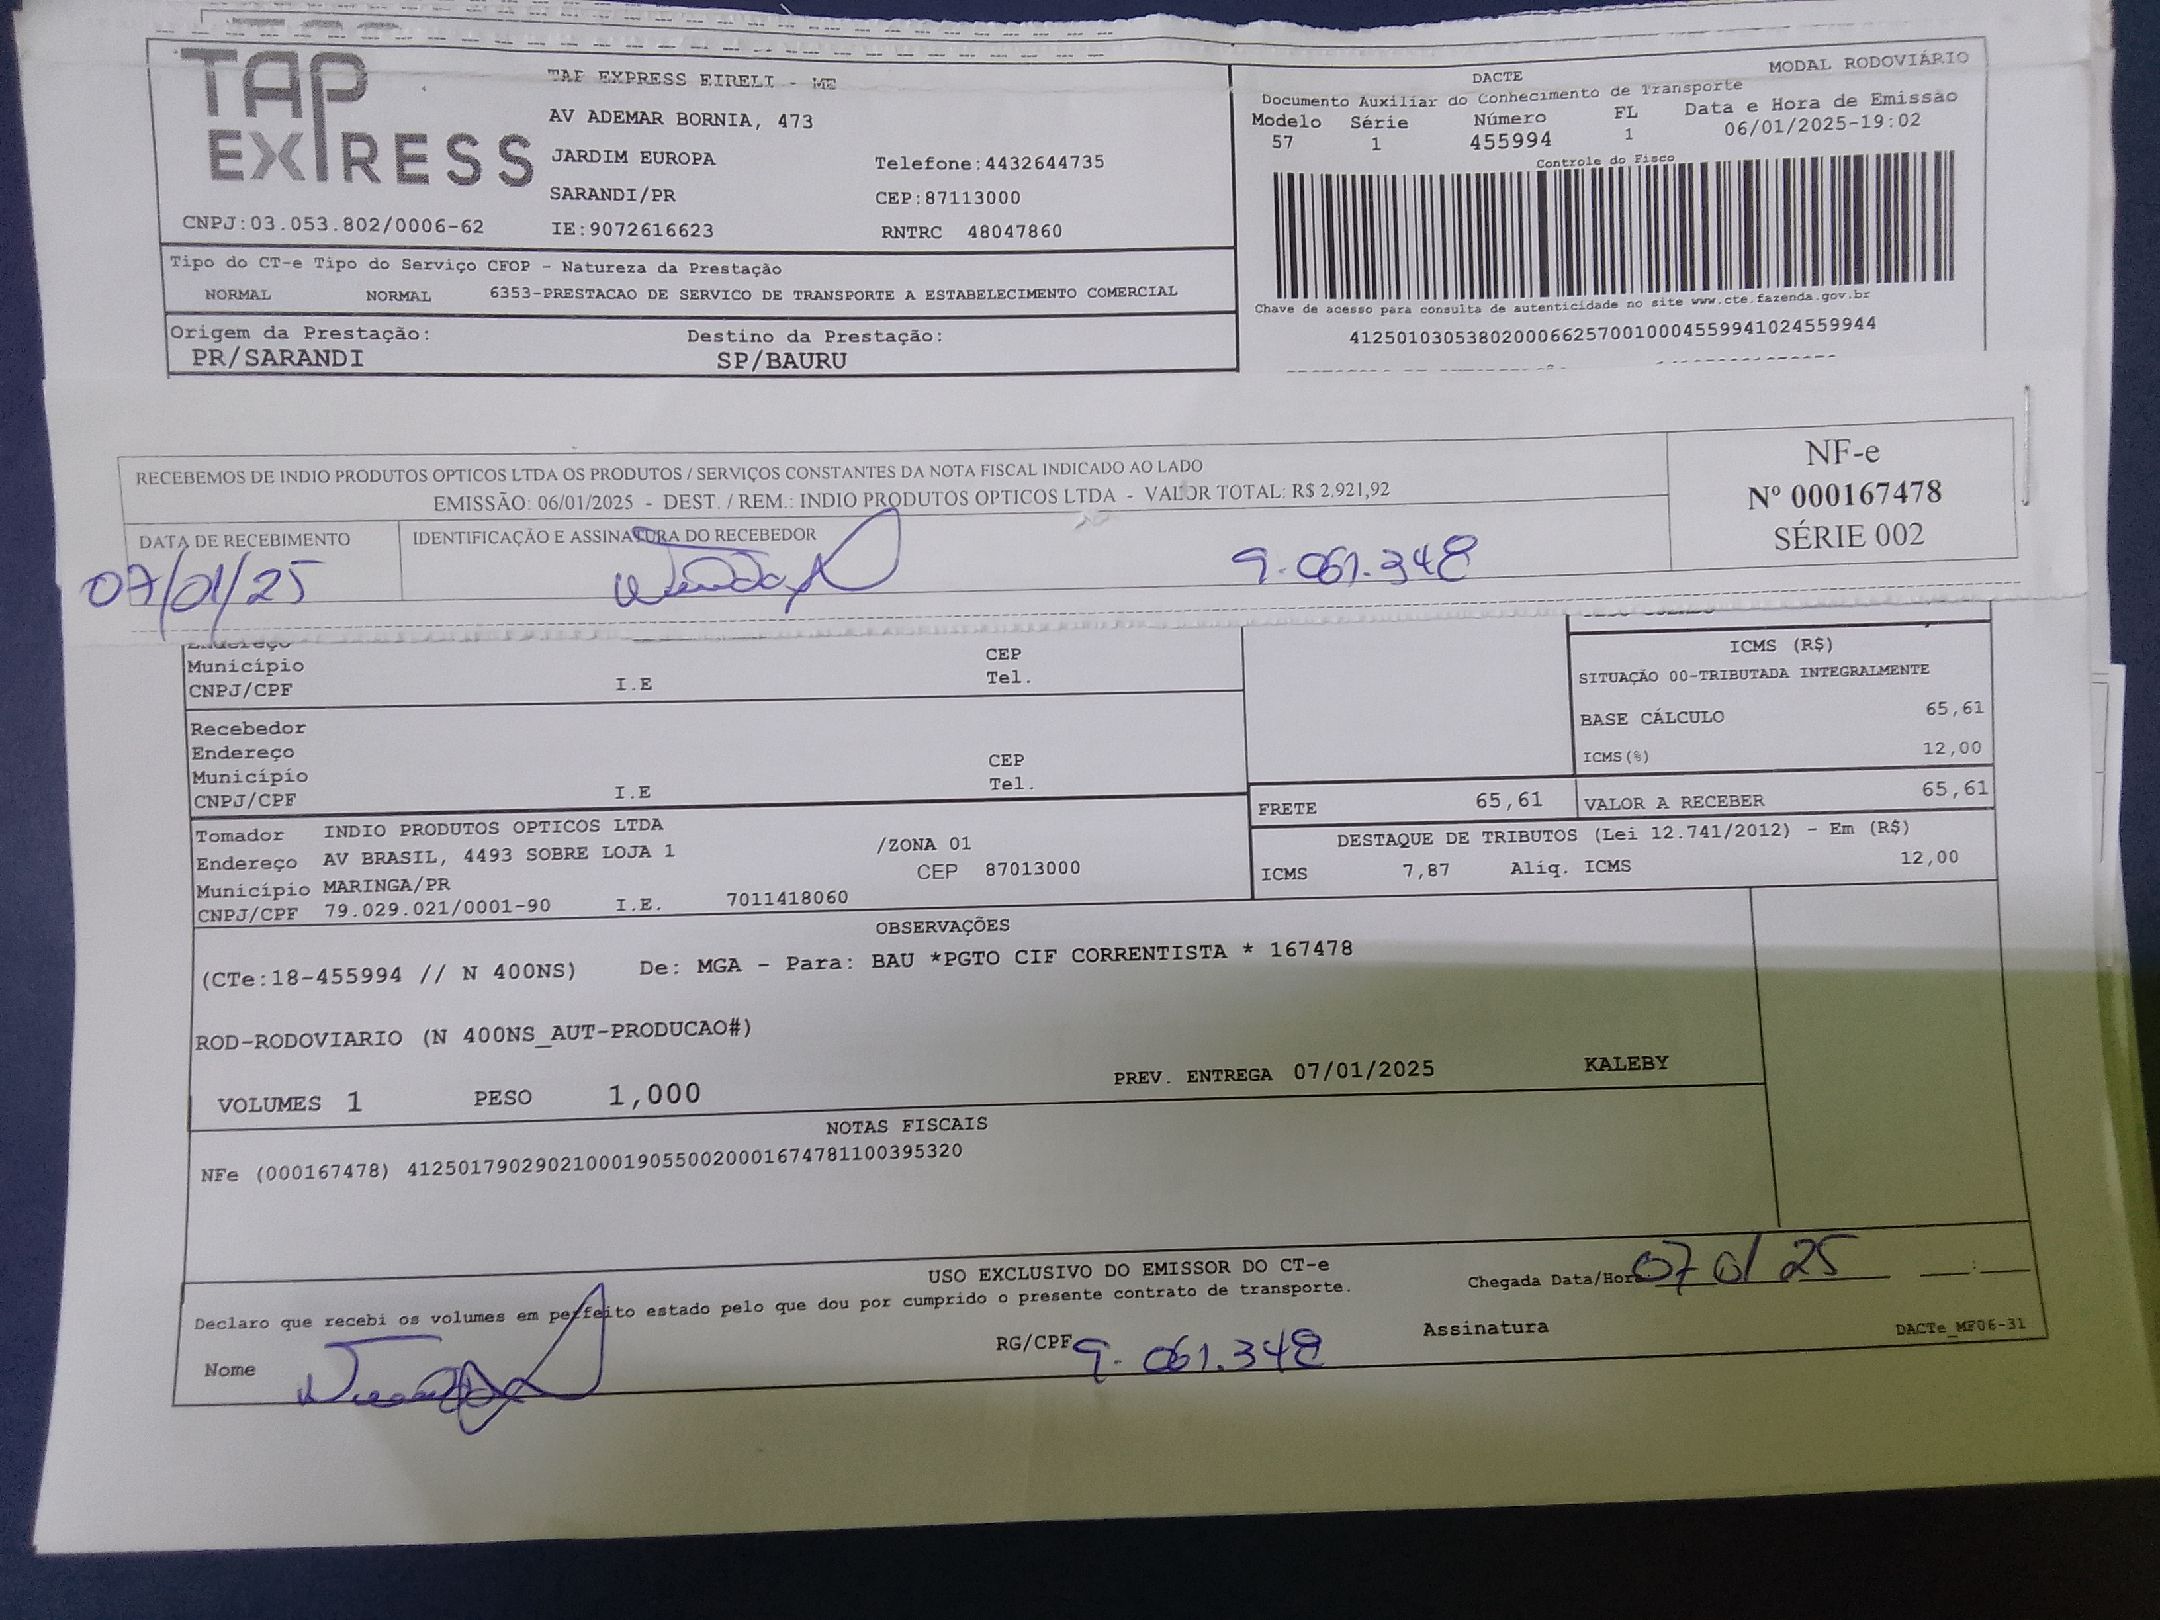 TAP EXPRESS
TAP EXPRESS EIRELI - ME
AV ADEMAR BORNIA, 473
JARDIM EUROPA Telefone:4432644735
SARANDI/PR CEP:87113000
CNPJ:03.053.802/0006-62 IE:9072616623 RNTRC 48047860
DACTE MODAL RODOVIÁRIO
Documento Auxiliar do Conhecimento de Transporte
Modelo Série Número FL Data e Hora de Emissão
57 1 455994 1 06/01/2025-19:02
Controle do Fisco
Chave de acesso para consulta de autenticidade no site www.cte.fazenda.gov.br
41250103053802000662570010004559941024559944
Tipo do CT-e Tipo do Serviço CFOP - Natureza da Prestação
NORMAL NORMAL 6353-PRESTACAO DE SERVICO DE TRANSPORTE A ESTABELECIMENTO COMERCIAL
Origem da Prestação: Destino da Prestação:
PR/SARANDI SP/BAURU
RECEBEMOS DE INDIO PRODUTOS OPTICOS LTDA OS PRODUTOS / SERVIÇOS CONSTANTES DA NOTA FISCAL INDICADO AO LADO
EMISSÃO: 06/01/2025 - DEST. / REM.: INDIO PRODUTOS OPTICOS LTDA - VALOR TOTAL: R$ 2.921,92
NF-e
Nº 000167478
SÉRIE 002
DATA DE RECEBIMENTO IDENTIFICAÇÃO E ASSINATURA DO RECEBEDOR
07/01/25 9.061.348
Endereço
Município CEP
CNPJ/CPF I.E Tel.
Recebedor
Endereço
Município CEP
CNPJ/CPF I.E Tel.
ICMS (R$)
SITUAÇÃO 00-TRIBUTADA INTEGRALMENTE
BASE CÁLCULO 65,61
ICMS(%) 12,00
FRETE 65,61 VALOR A RECEBER 65,61
Tomador INDIO PRODUTOS OPTICOS LTDA
Endereço AV BRASIL, 4493 SOBRE LOJA 1 /ZONA 01
Município MARINGA/PR CEP 87013000
CNPJ/CPF 79.029.021/0001-90 I.E. 7011418060
DESTAQUE DE TRIBUTOS (Lei 12.741/2012) - Em (R$)
ICMS 7,87 Aliq. ICMS 12,00
OBSERVAÇÕES
(CTe:18-455994 // N 400NS) De: MGA - Para: BAU *PGTO CIF CORRENTISTA * 167478
ROD-RODOVIARIO (N 400NS_AUT-PRODUCAO#)
VOLUMES 1 PESO 1,000 PREV. ENTREGA 07/01/2025 KALEBY
NOTAS FISCAIS
NFe (000167478) 41250179029021000190550020001674781100395320
USO EXCLUSIVO DO EMISSOR DO CT-e
Declaro que recebi os volumes em perfeito estado pelo que dou por cumprido o presente contrato de transporte.
Chegada Data/Hora 07 01 25 ____:____
Nome RG/CPF 9.061.348 Assinatura DACTe_MF06-31